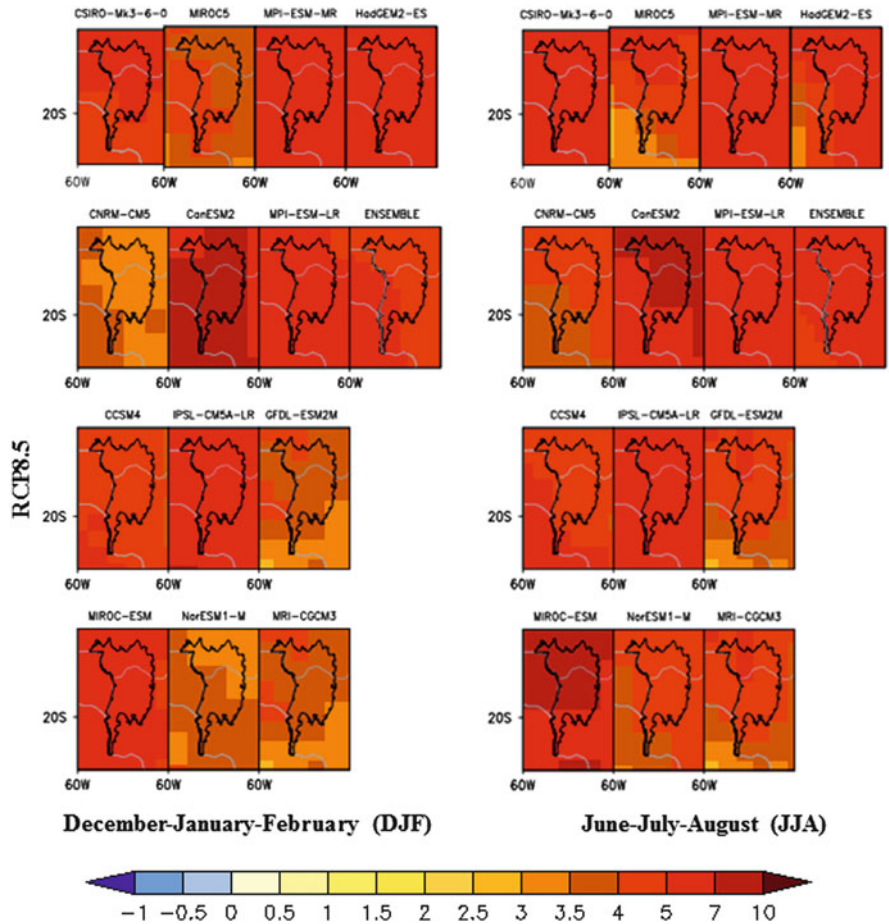 CSIRO-Mk3-6-0 MIROC5 MPI-ESM-MR HadGEM2-ES CSIRO-Mk3-6-0 MIROC5 MPI-ESM-MR HadGEM2-ES
20S 20S
60W 60W 60W 60W
CNRM-CM5 CanESM2 MPI-ESM-LR ENSEMBLE CNRM-CM5 CanESM2 MPI-ESM-LR ENSEMBLE
20S 20S
60W 60W 60W 60W 60W 60W 60W 60W
RCP8.5
CCSM4 IPSL-CM5A-LR GFDL-ESM2M CCSM4 IPSL-CM5A-LR GFDL-ESM2M
20S 20S
60W 60W 60W 60W 60W 60W
MIROC-ESM NorESM1-M MRI-CGCM3 MIROC-ESM NorESM1-M MRI-CGCM3
20S 20S
60W 60W 60W 60W 60W 60W
December-January-February (DJF) June-July-August (JJA)
-1 -0.5 0 0.5 1 1.5 2 2.5 3 3.5 4 5 7 10